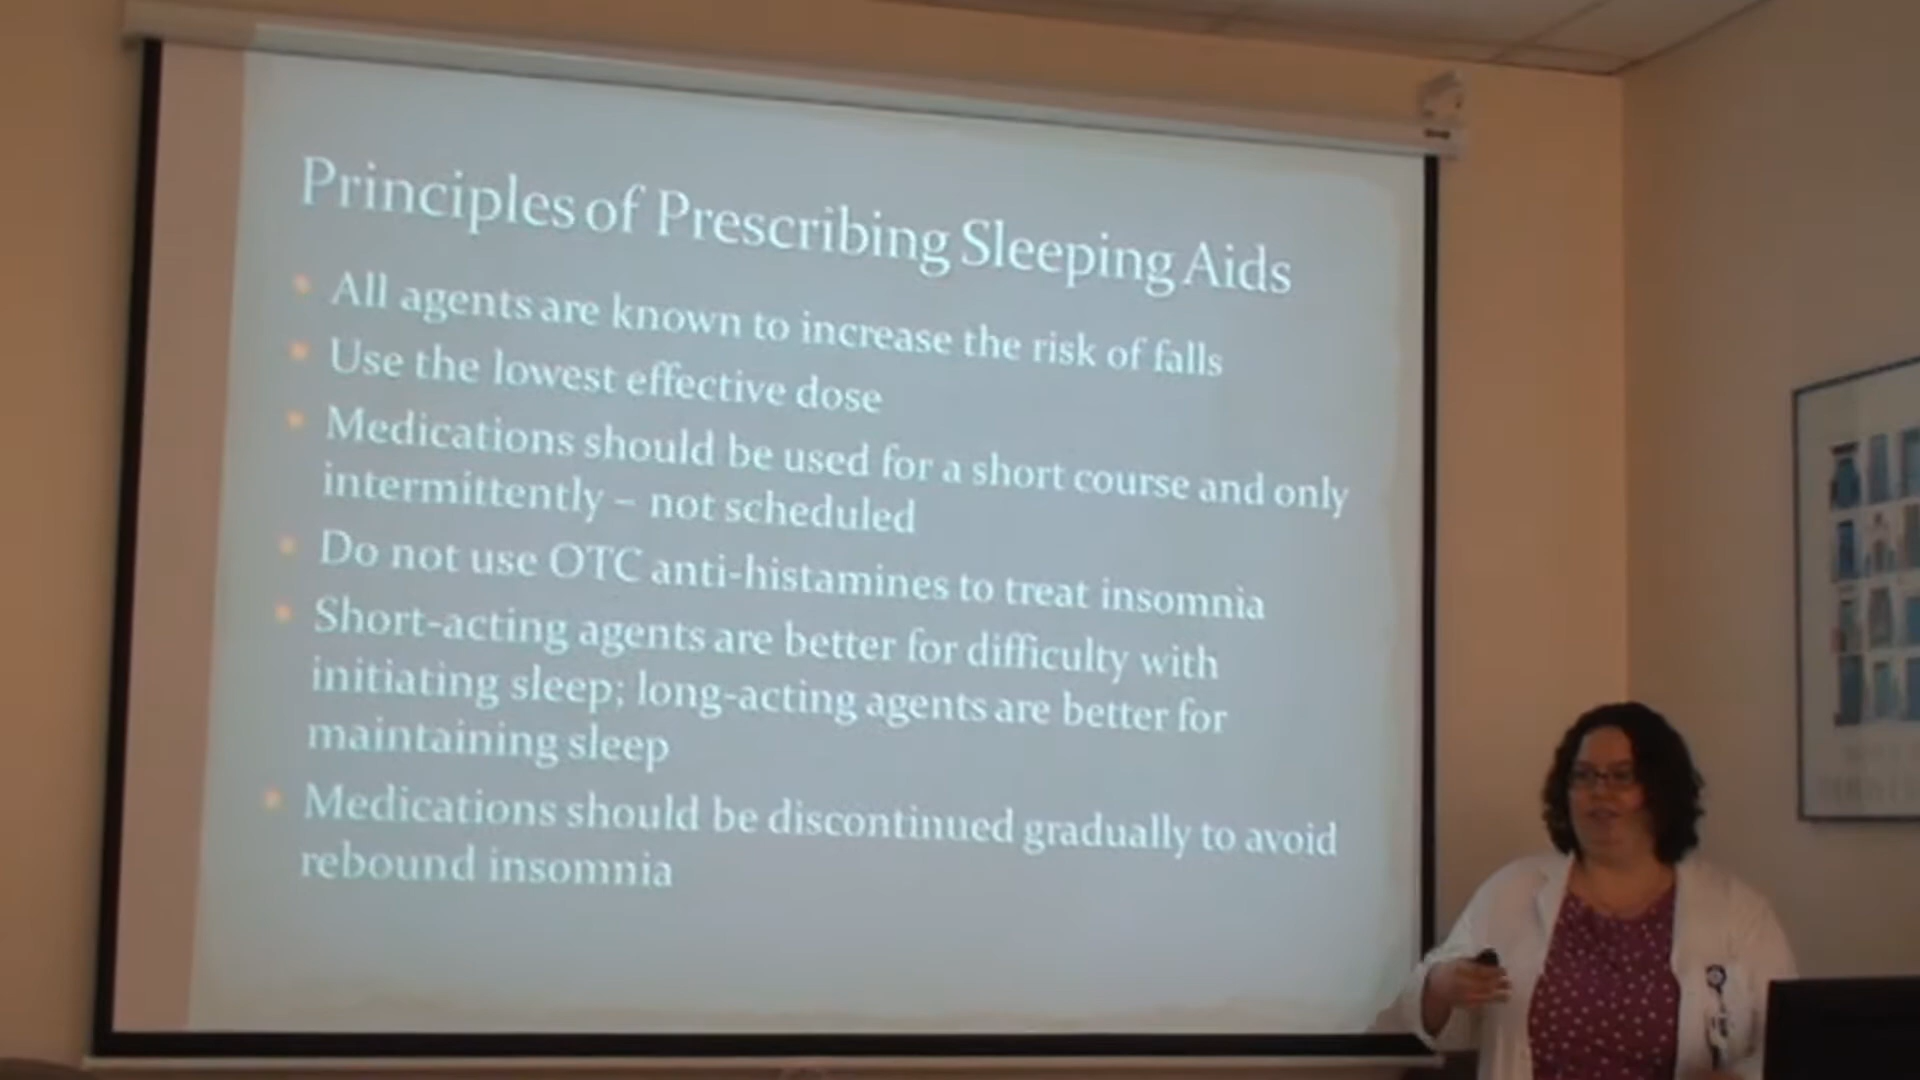 Principles of Prescribing Sleeping Aids
All agents are known to increase the risk of falls
Use the lowest effective dose
Medications should be used for a short course and only
intermittently – not scheduled
Do not use OTC anti-histamines to treat insomnia
Short-acting agents are better for difficulty with
initiating sleep; long-acting agents are better for
maintaining sleep
Medications should be discontinued gradually to avoid
rebound insomnia